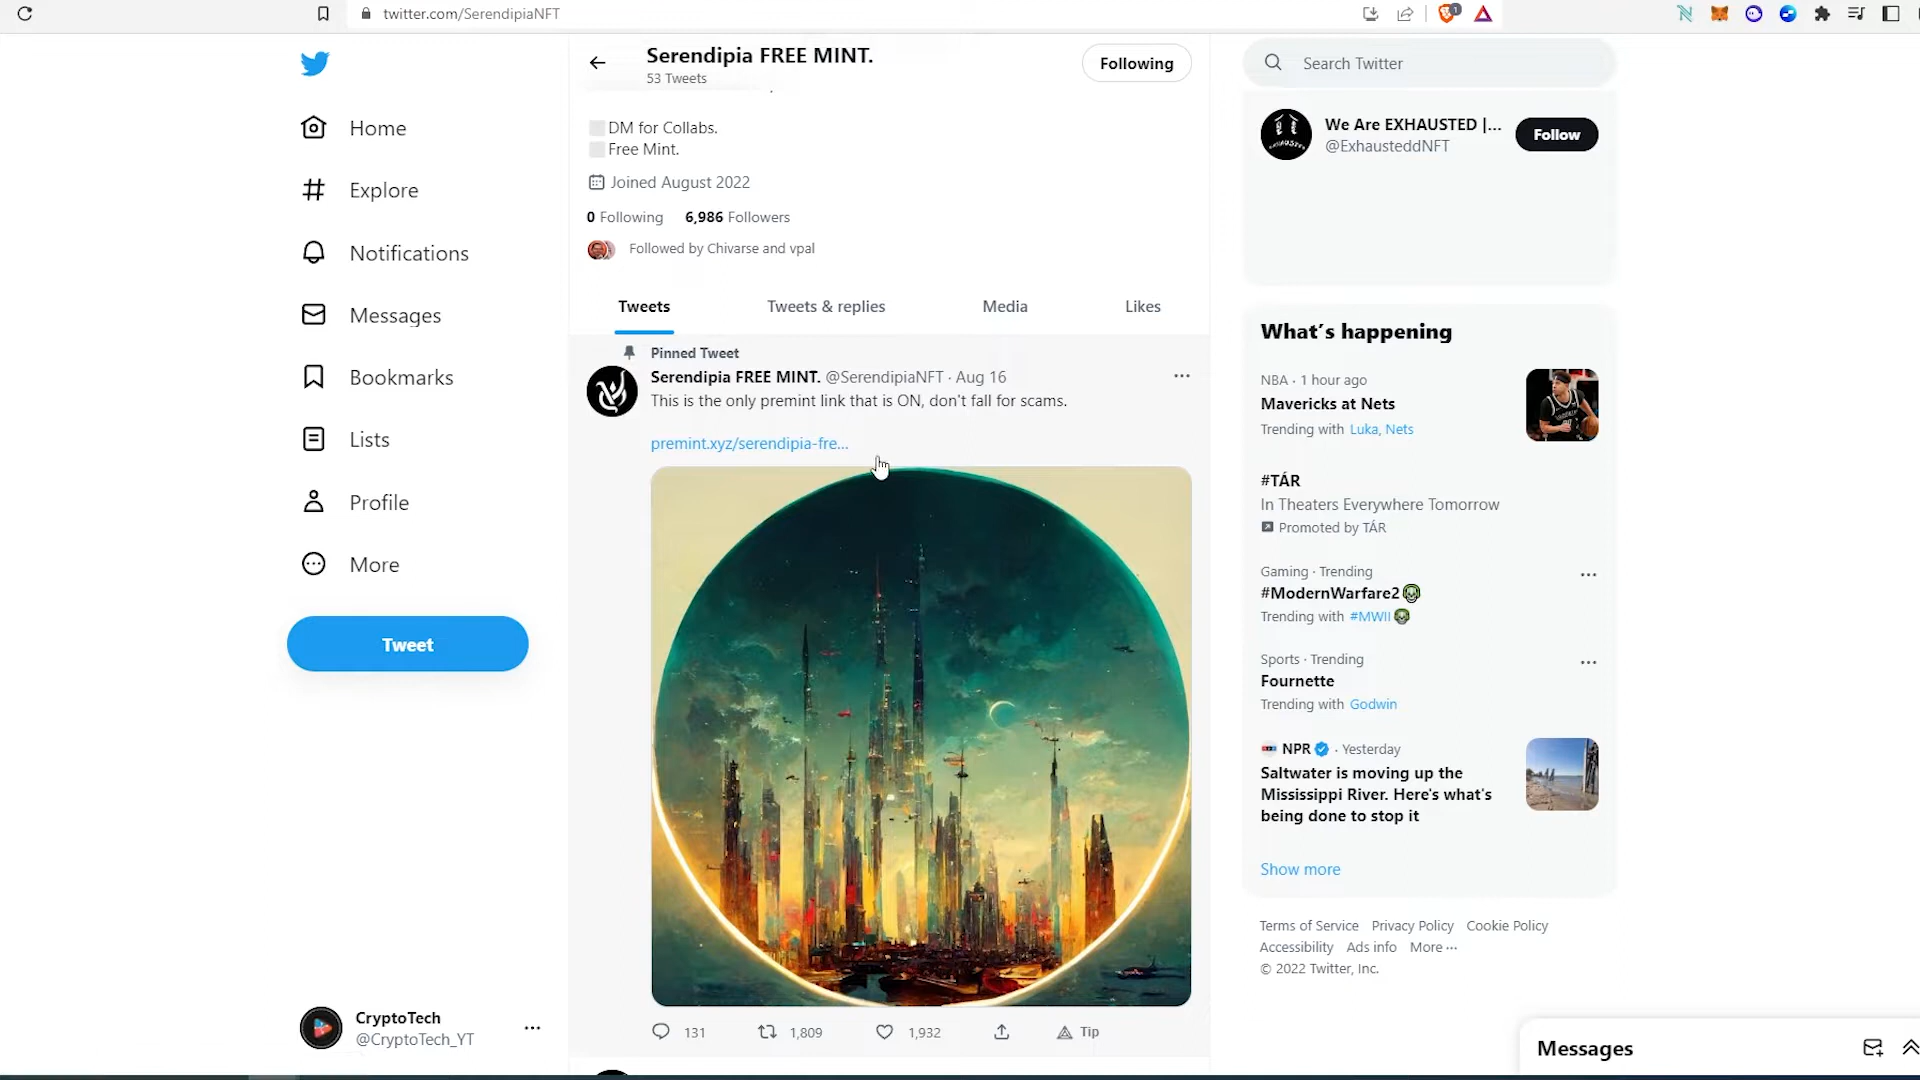 twitter.com/SerendipiaNFT
1
Home
Explore
Notifications
Messages
Bookmarks
Lists
Profile
More
Tweet
CryptoTech
@CryptoTech_YT
Serendipia FREE MINT.
53 Tweets
Following
DM for Collabs.
Free Mint.
Joined August 2022
0 Following 6,986 Followers
Followed by Chivarse and vpal
Tweets Tweets & replies Media Likes
Pinned Tweet
Serendipia FREE MINT. @SerendipiaNFT · Aug 16
This is the only premint link that is ON, don't fall for scams.
premint.xyz/serendipia-fre...
131 1,809 1,932 Tip
Search Twitter
We Are EXHAUSTED |...
@ExhausteddNFT
Follow
What's happening
NBA · 1 hour ago
Mavericks at Nets
Trending with Luka, Nets
#TÁR
In Theaters Everywhere Tomorrow
Promoted by TÁR
Gaming · Trending
#ModernWarfare2
Trending with #MWII
Sports · Trending
Fournette
Trending with Godwin
NPR · Yesterday
Saltwater is moving up the
Mississippi River. Here's what's
being done to stop it
Show more
Terms of Service Privacy Policy Cookie Policy
Accessibility Ads info More ···
© 2022 Twitter, Inc.
Messages